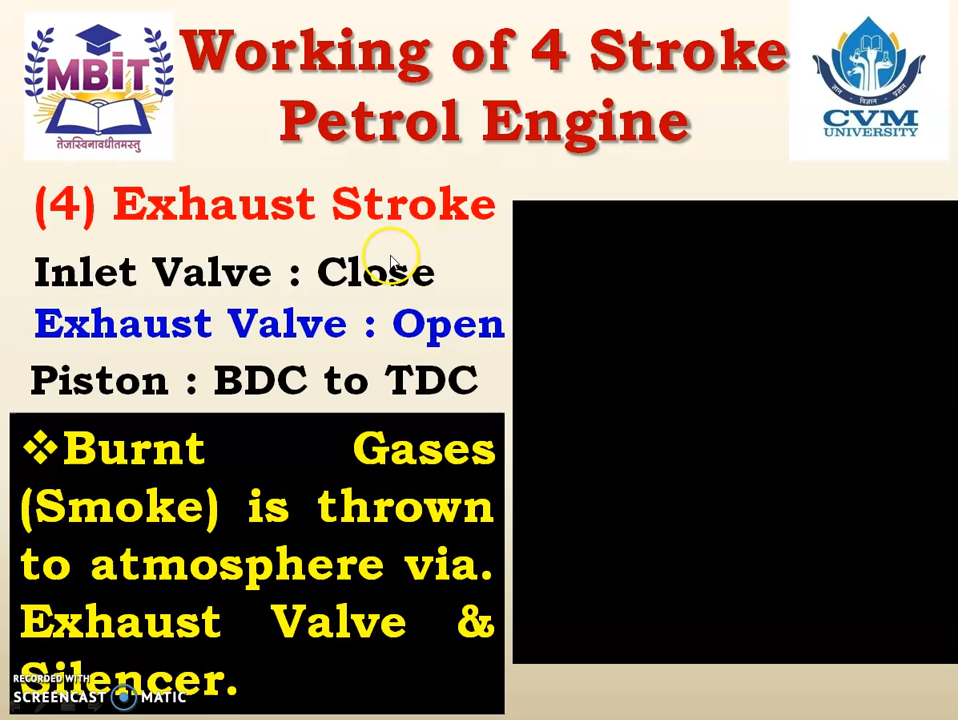 Working of 4 Stroke
Petrol Engine
MBIT
तेजस्विनावधीतमस्तु
CVM
UNIVERSITY
(4) Exhaust Stroke
Inlet Valve : Close
Exhaust Valve : Open
Piston : BDC to TDC
❖Burnt Gases
(Smoke) is thrown
to atmosphere via.
Exhaust Valve &
Silencer.
RECORDED WITH
SCREENCAST MATIC